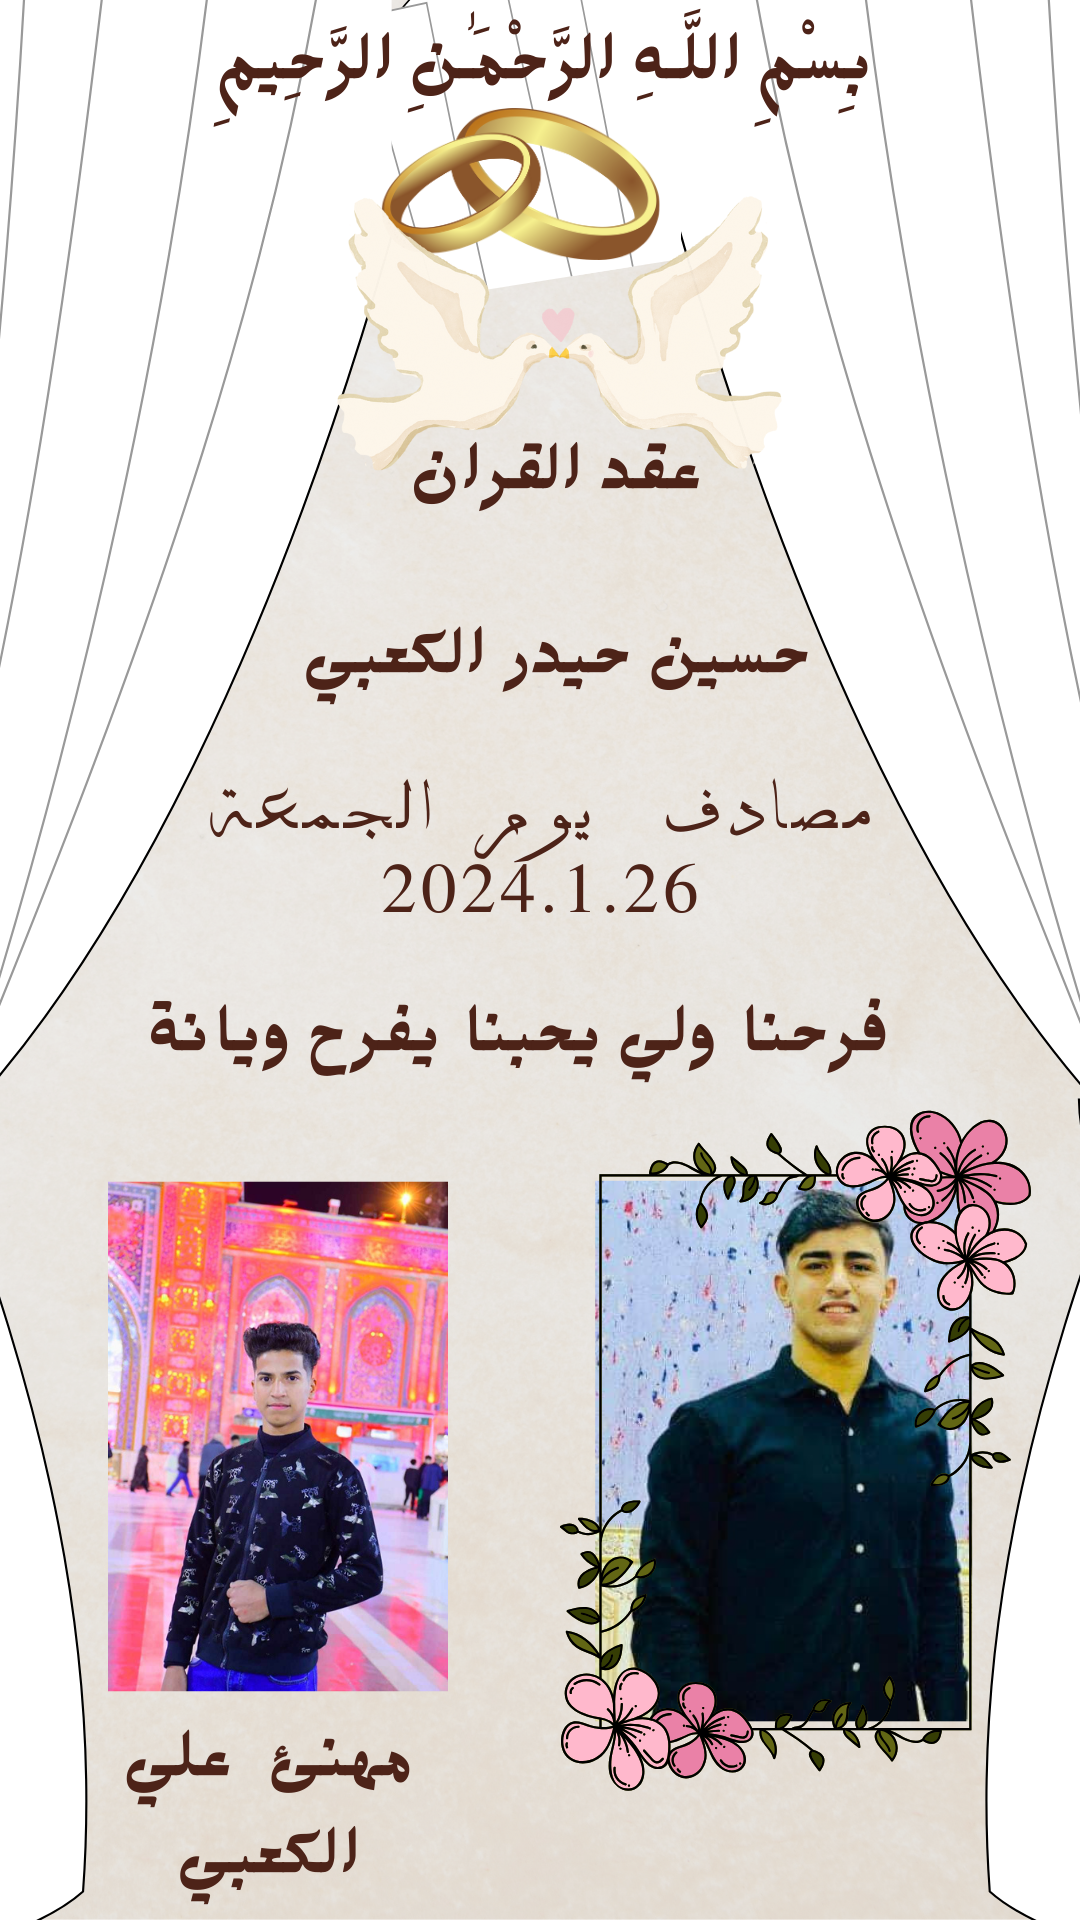 بِسْمِ اللَّهِ الرَّحْمَٰنِ الرَّحِيمِ
عقد القران
حسين حيدر الكعبي
مصادف يوم الجمعة
2024.1.26
فرحنا ولي يحبنا يفرح ويانة
مهنئ علي
الكعبي